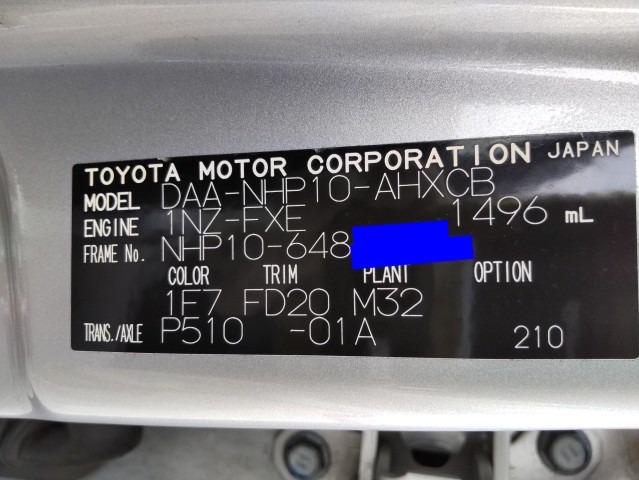 TOYOTA MOTOR CORPORATION JAPAN
MODEL DAA-NHP10-AHXCB
ENGINE 1NZ-FXE 1496 mL
FRAME No. NHP10-648
COLOR TRIM PLANT OPTION
1F7 FD20 M32
TRANS./AXLE P510 -01A 210